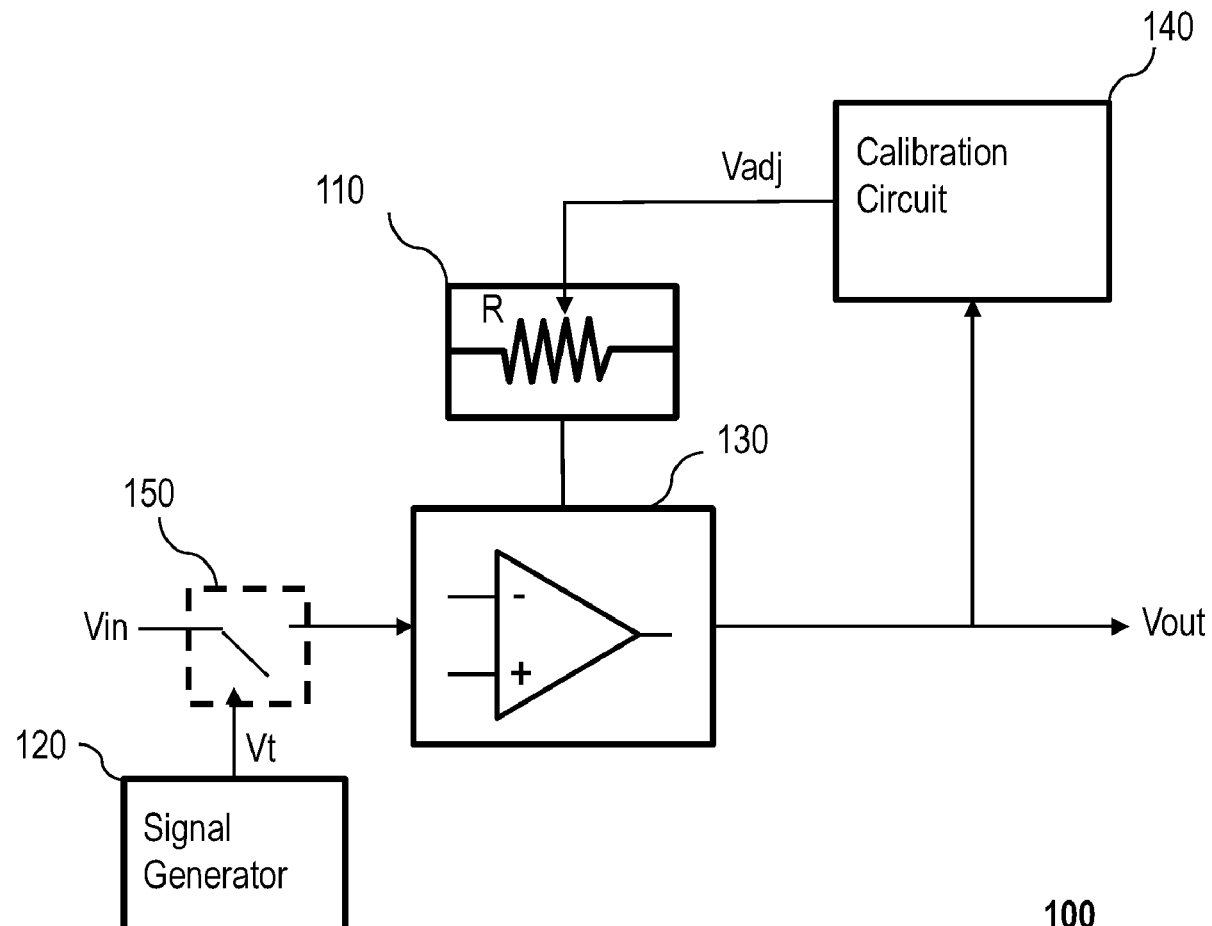 140
Calibration
Circuit
Vadj
110
R
130
150
-
Vin
+
Vout
120
Vt
Signal
Generator
100